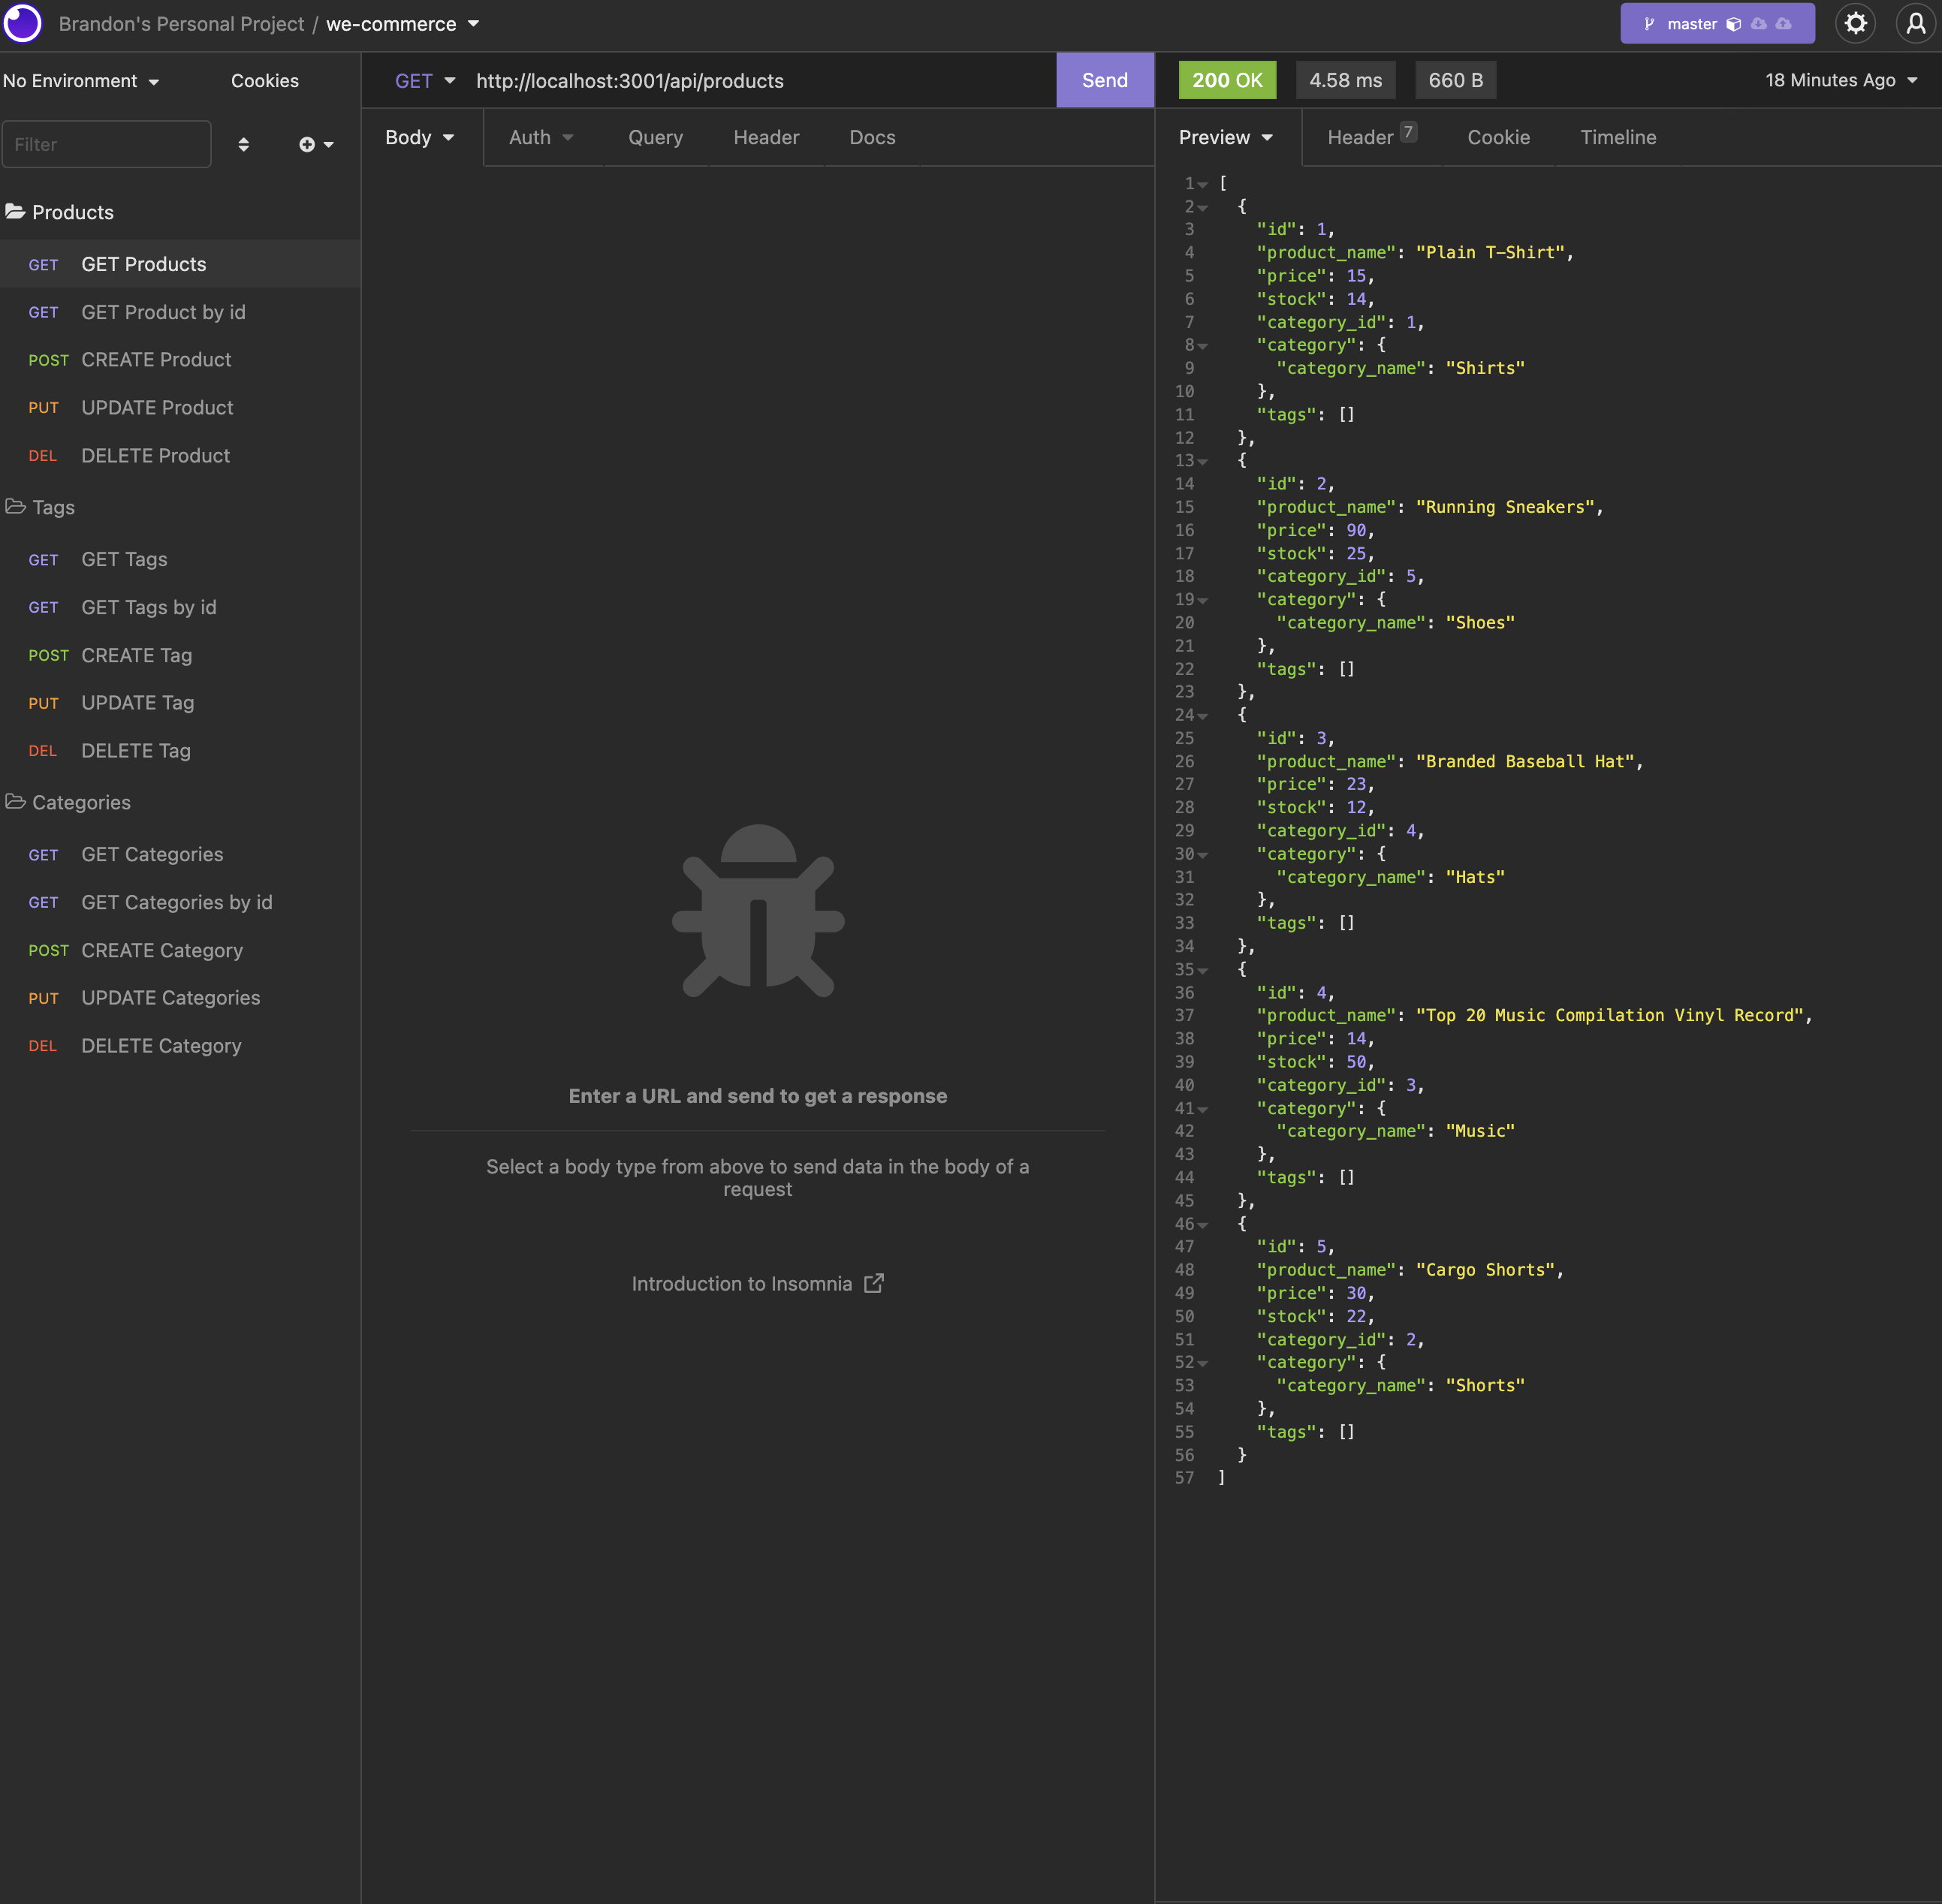 Brandon's Personal Project / we-commerce
master
No Environment
Cookies
Filter
Products
GET GET Products
GET GET Product by id
POST CREATE Product
PUT UPDATE Product
DEL DELETE Product
Tags
GET GET Tags
GET GET Tags by id
POST CREATE Tag
PUT UPDATE Tag
DEL DELETE Tag
Categories
GET GET Categories
GET GET Categories by id
POST CREATE Category
PUT UPDATE Categories
DEL DELETE Category
GET http://localhost:3001/api/products Send
Body Auth Query Header Docs
Enter a URL and send to get a response
Select a body type from above to send data in the body of a
request
Introduction to Insomnia
200 OK 4.58 ms 660 B 18 Minutes Ago
Preview Header 7 Cookie Timeline
1 [
2 {
3 "id": 1,
4 "product_name": "Plain T-Shirt",
5 "price": 15,
6 "stock": 14,
7 "category_id": 1,
8 "category": {
9 "category_name": "Shirts"
10 },
11 "tags": []
12 },
13 {
14 "id": 2,
15 "product_name": "Running Sneakers",
16 "price": 90,
17 "stock": 25,
18 "category_id": 5,
19 "category": {
20 "category_name": "Shoes"
21 },
22 "tags": []
23 },
24 {
25 "id": 3,
26 "product_name": "Branded Baseball Hat",
27 "price": 23,
28 "stock": 12,
29 "category_id": 4,
30 "category": {
31 "category_name": "Hats"
32 },
33 "tags": []
34 },
35 {
36 "id": 4,
37 "product_name": "Top 20 Music Compilation Vinyl Record",
38 "price": 14,
39 "stock": 50,
40 "category_id": 3,
41 "category": {
42 "category_name": "Music"
43 },
44 "tags": []
45 },
46 {
47 "id": 5,
48 "product_name": "Cargo Shorts",
49 "price": 30,
50 "stock": 22,
51 "category_id": 2,
52 "category": {
53 "category_name": "Shorts"
54 },
55 "tags": []
56 }
57 ]